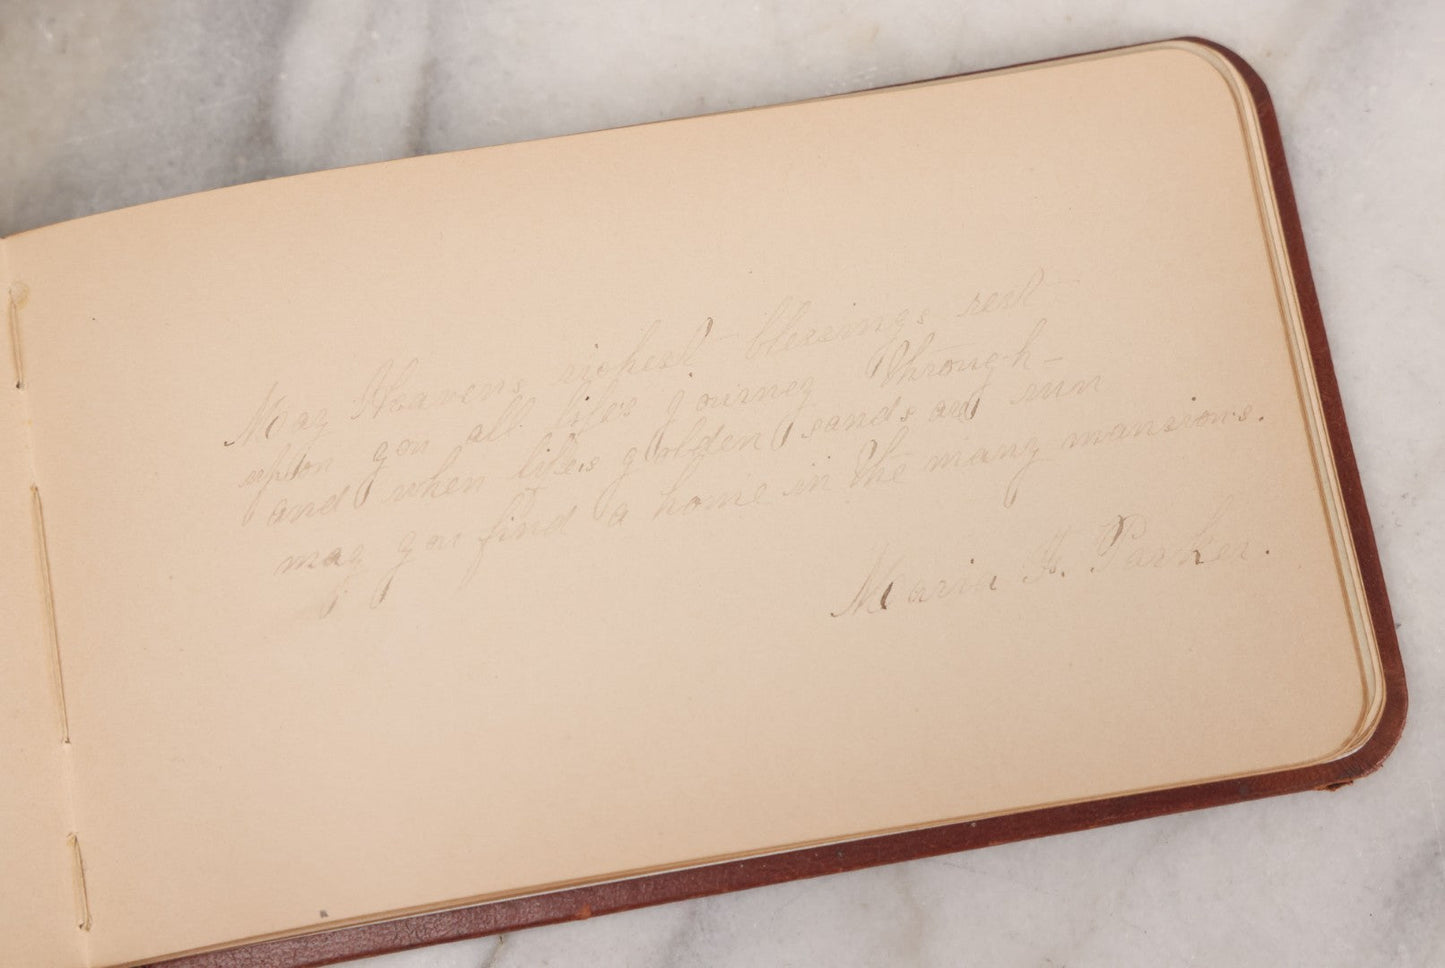 May Heavens richest blessings rest
upon you all lifes journey through
and when lifes golden sands are run
may you find a home in the many mansions.
Maria A. Parker.